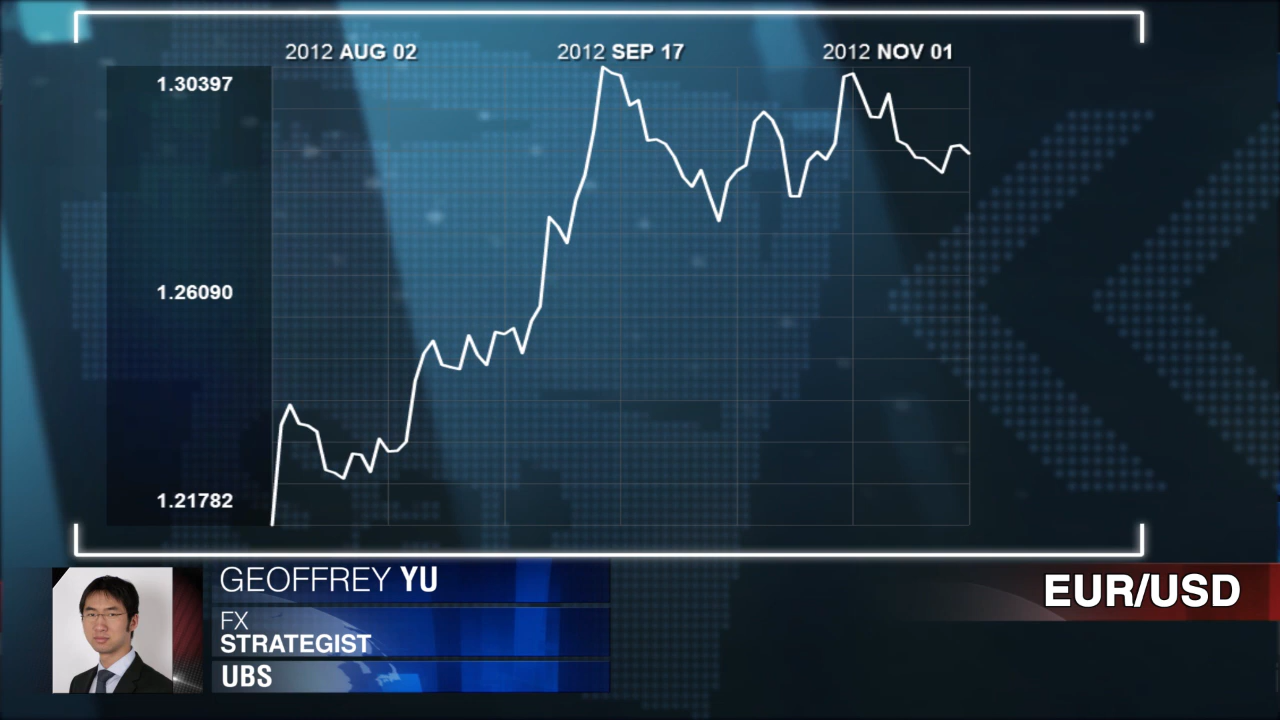 2012 AUG 02 2012 SEP 17 2012 NOV 01
1.30397
1.26090
1.21782
GEOFFREY YU
FX
STRATEGIST
UBS
EUR/USD